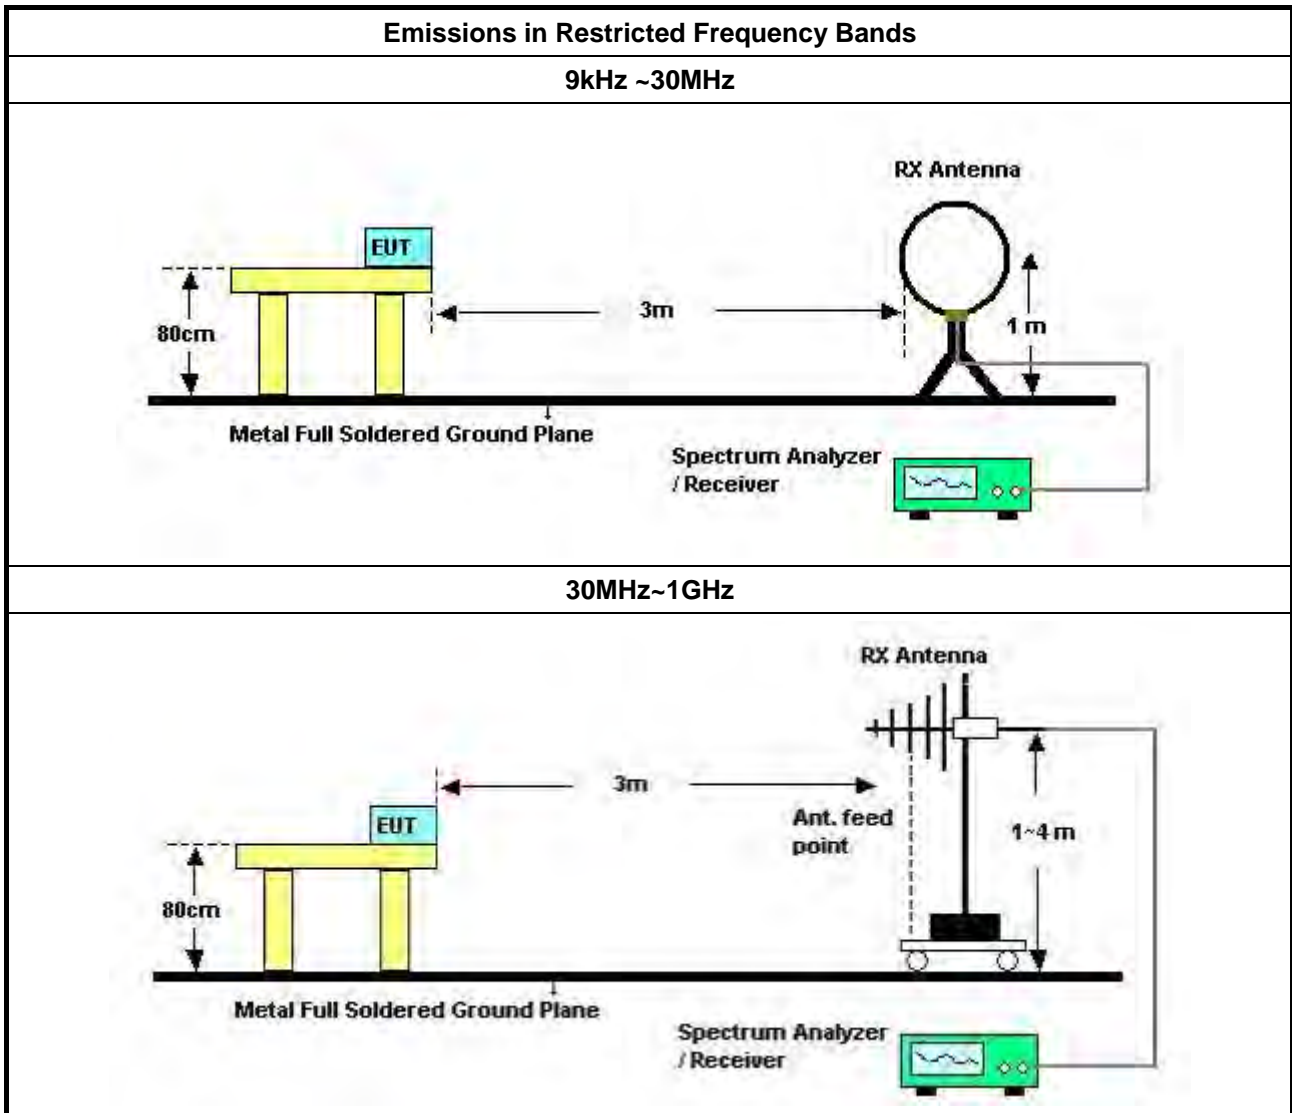 Emissions in Restricted Frequency Bands
9kHz ~30MHz
RX Antenna
EUT
3m
80cm
1 m
Metal Full Soldered Ground Plane
Spectrum Analyzer
/ Receiver
30MHz~1GHz
RX Antenna
3m
EUT
Ant. feed
point
1~4 m
80cm
Metal Full Soldered Ground Plane
Spectrum Analyzer
/ Receiver